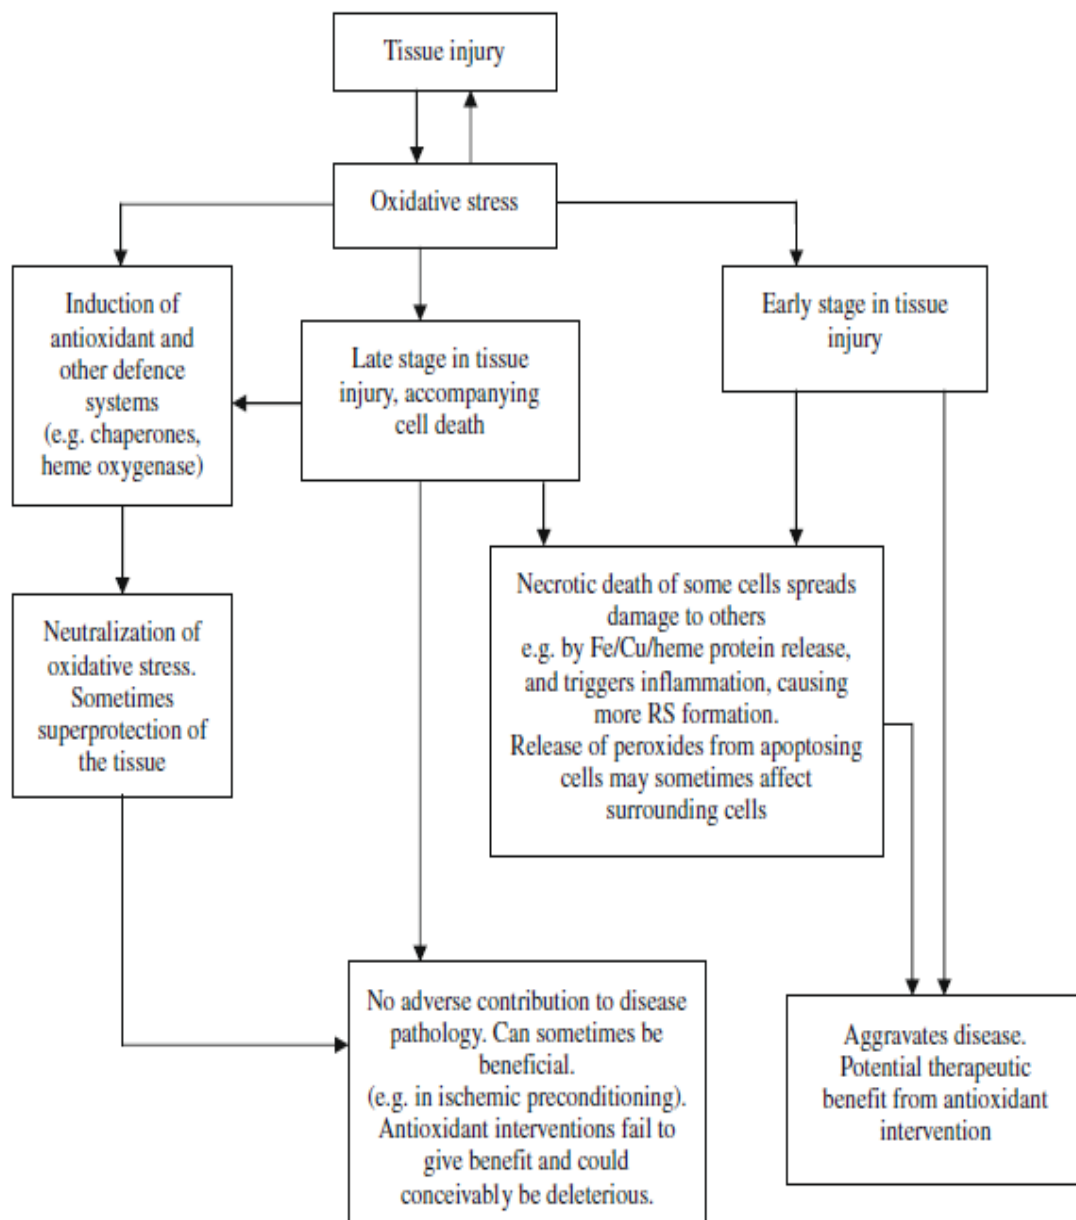 Tissue injury
Oxidative stress
Induction of
antioxidant and
other defence
systems
(e.g. chaperones,
heme oxygenase)
Late stage in tissue
injury, accompanying
cell death
Early stage in tissue
injury
Necrotic death of some cells spreads
damage to others
e.g. by Fe/Cu/heme protein release,
and triggers inflammation, causing
more RS formation.
Release of peroxides from apoptosing
cells may sometimes affect
surrounding cells
Neutralization of
oxidative stress.
Sometimes
superprotection of
the tissue
No adverse contribution to disease
pathology. Can sometimes be
beneficial.
(e.g. in ischemic preconditioning).
Antioxidant interventions fail to
give benefit and could
conceivably be deleterious.
Aggravates disease.
Potential therapeutic
benefit from antioxidant
intervention